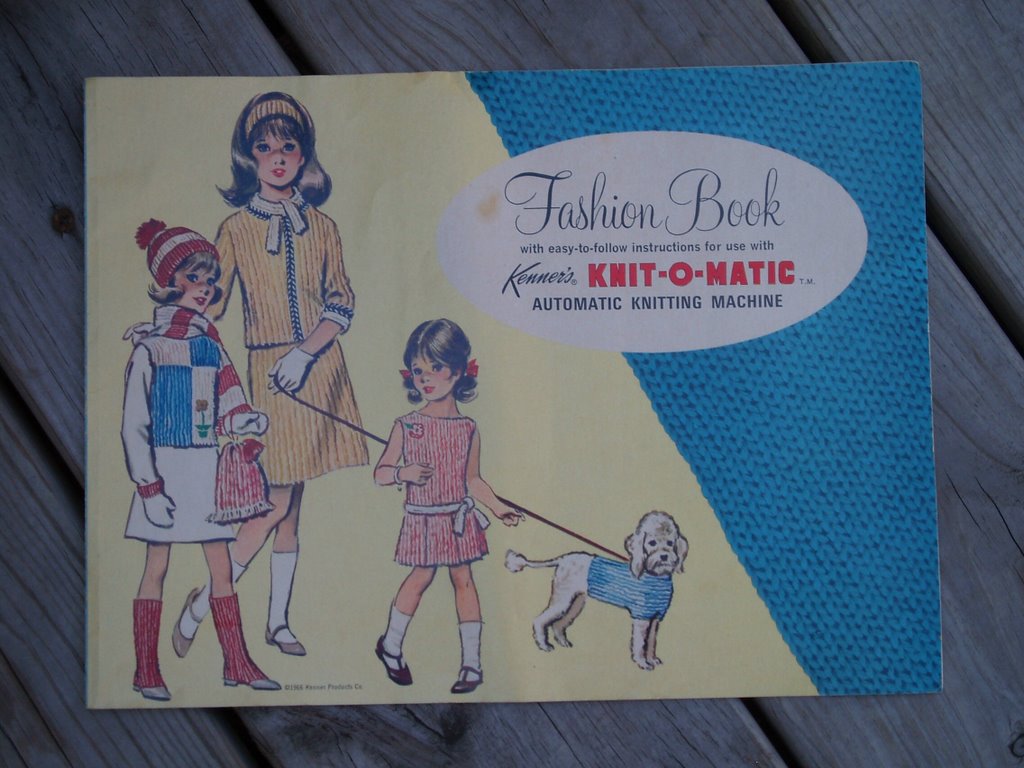 Fashion Book
with easy-to-follow instructions for use with
Kenner's® KNIT-O-MATIC T.M.
AUTOMATIC KNITTING MACHINE
©1966 Kenner Products Co.